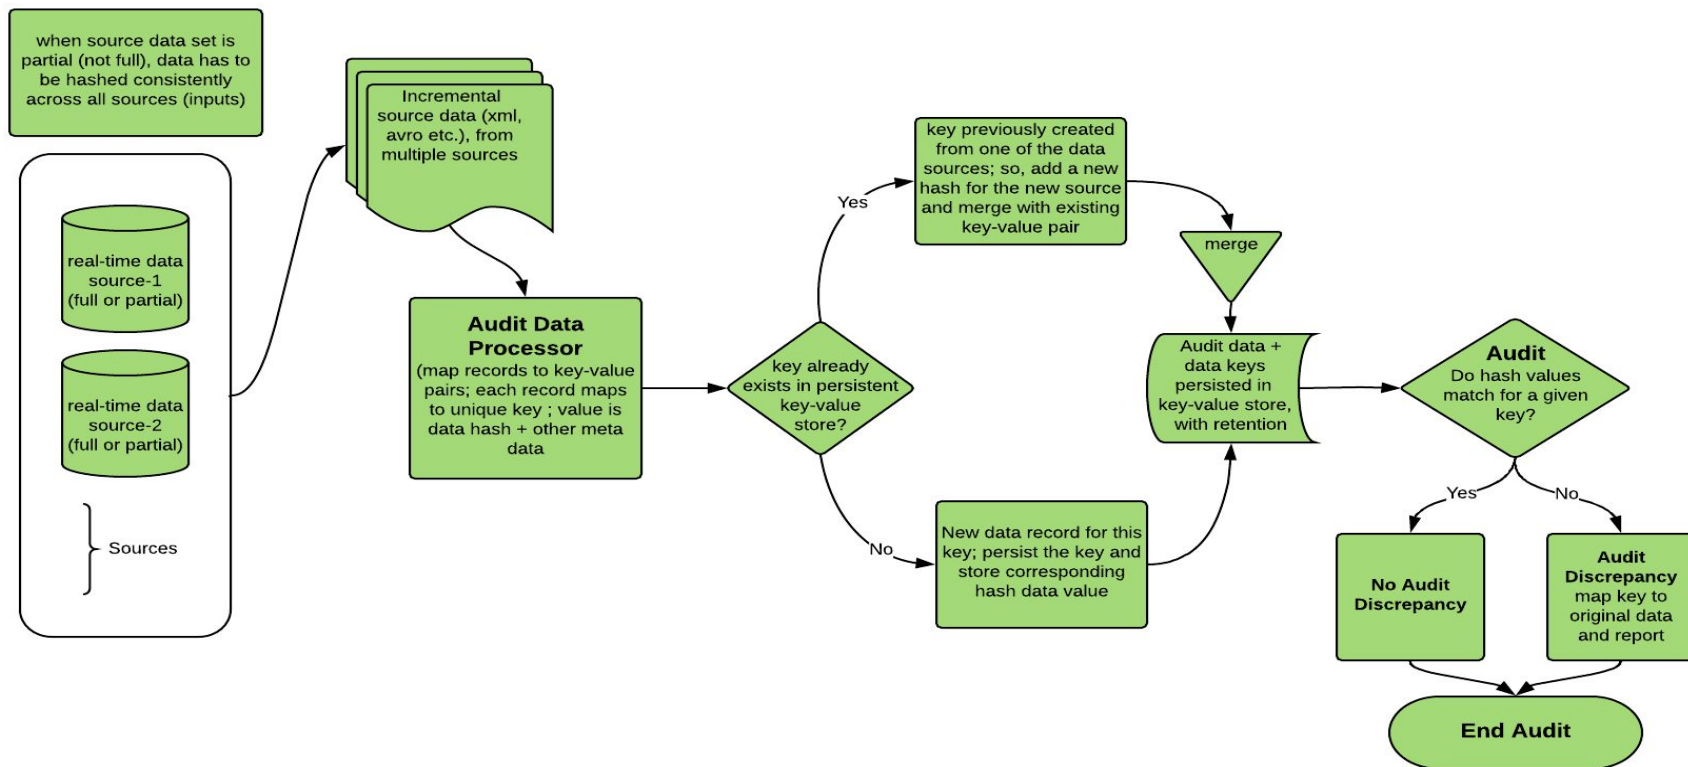 when source data set is
partial (not full), data has to
be hashed consistently
across all sources (inputs)
real-time data
source-1
(full or partial)
real-time data
source-2
(full or partial)
Sources
Incremental
source data (xml,
avro etc.), from
multiple sources
Audit Data
Processor
(map records to key-value
pairs; each record maps
to unique key ; value is
data hash + other meta
data
key already
exists in persistent
key-value
store?
Yes
No
key previously created
from one of the data
sources; so, add a new
hash for the new source
and merge with existing
key-value pair
merge
New data record for this
key; persist the key and
store corresponding
hash data value
Audit data +
data keys
persisted in
key-value store,
with retention
Audit
Do hash values
match for a given
key?
Yes
No
No Audit
Discrepancy
Audit
Discrepancy
map key to
original data
and report
End Audit